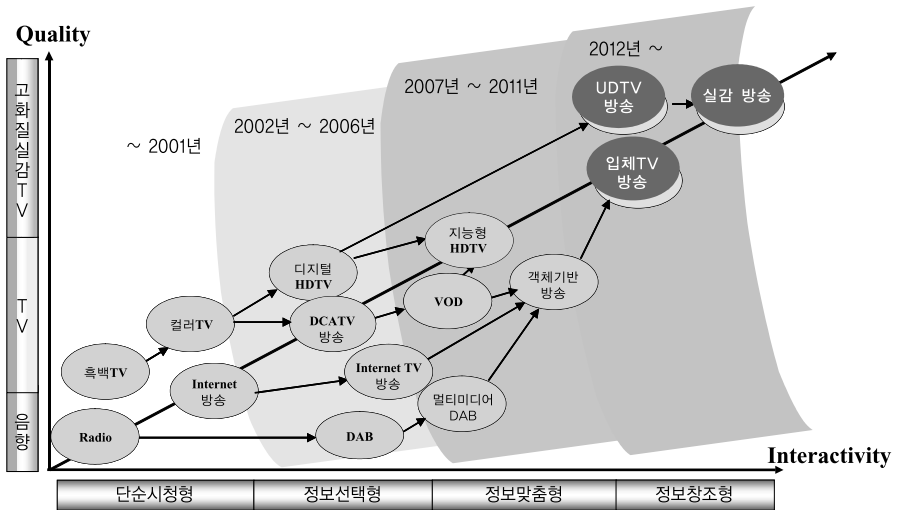 Quality
2012년 ~
2007년 ~ 2011년
2002년 ~ 2006년
~ 2001년
고화질실감TV
TV
음향
UDTV
방송
실감 방송
입체TV
방송
지능형
HDTV
디지털
HDTV
객체기반
방송
VOD
컬러TV
DCATV
방송
흑백TV
Internet
방송
Internet TV
방송
멀티미디어
DAB
Radio
DAB
Interactivity
단순시청형
정보선택형
정보맞춤형
정보창조형